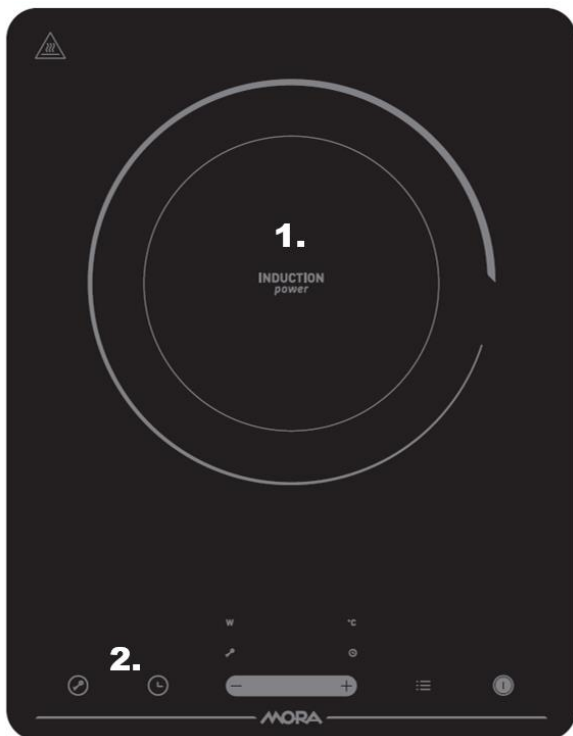 1.
INDUCTION
power
W °C
2.
− +
MORA